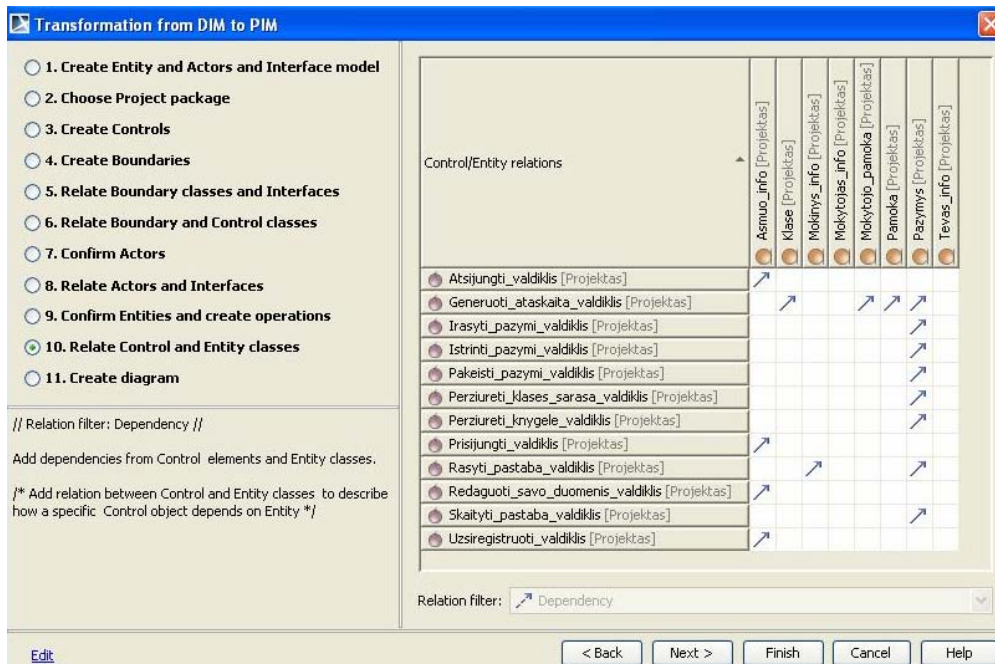 Transformation from DIM to PIM
1. Create Entity and Actors and Interface model
2. Choose Project package
3. Create Controls
4. Create Boundaries
5. Relate Boundary classes and Interfaces
6. Relate Boundary and Control classes
7. Confirm Actors
8. Relate Actors and Interfaces
9. Confirm Entities and create operations
10. Relate Control and Entity classes
11. Create diagram
// Relation filter: Dependency //
Add dependencies from Control elements and Entity classes.
/* Add relation between Control and Entity classes to describe
how a specific Control object depends on Entity */
Control/Entity relations
Asmuo_info [Projektas]
Klase [Projektas]
Mokinys_info [Projektas]
Mokytojas_info [Projektas]
Mokytojo_pamoka [Projektas]
Pamoka [Projektas]
Pazymys [Projektas]
Tevas_info [Projektas]
Atsijungti_valdiklis [Projektas]
Generuoti_ataskaita_valdiklis [Projektas]
Irasyti_pazymi_valdiklis [Projektas]
Istrinti_pazymi_valdiklis [Projektas]
Pakeisti_pazymi_valdiklis [Projektas]
Perziureti_klases_sarasa_valdiklis [Projektas]
Perziureti_knygele_valdiklis [Projektas]
Prisijungti_valdiklis [Projektas]
Rasyti_pastaba_valdiklis [Projektas]
Redaguoti_savo_duomenis_valdiklis [Projektas]
Skaityti_pastaba_valdiklis [Projektas]
Uzsiregistruoti_valdiklis [Projektas]
Relation filter: Dependency
Edit
< Back
Next >
Finish
Cancel
Help